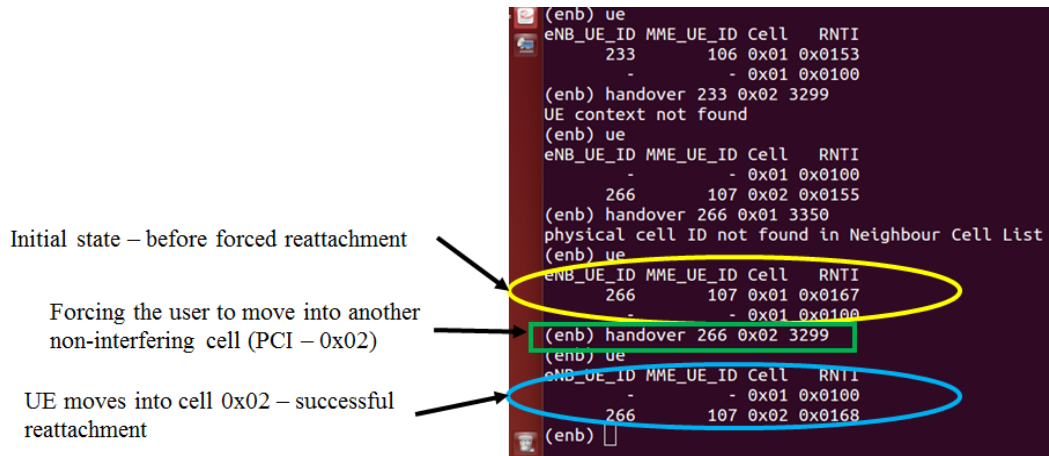 (enb) ue
eNB_UE_ID MME_UE_ID Cell RNTI
233 106 0x01 0x0153
- - 0x01 0x0100
(enb) handover 233 0x02 3299
UE context not found
(enb) ue
eNB_UE_ID MME_UE_ID Cell RNTI
- - 0x01 0x0100
266 107 0x02 0x0155
(enb) handover 266 0x01 3350
physical cell ID not found in Neighbour Cell List
(enb) ue
eNB_UE_ID MME_UE_ID Cell RNTI
266 107 0x01 0x0167
- - 0x01 0x0100
(enb) handover 266 0x02 3299
(enb) ue
eNB_UE_ID MME_UE_ID Cell RNTI
- - 0x01 0x0100
266 107 0x02 0x0168
(enb)
Initial state – before forced reattachment
Forcing the user to move into another
non-interfering cell (PCI – 0x02)
UE moves into cell 0x02 – successful
reattachment